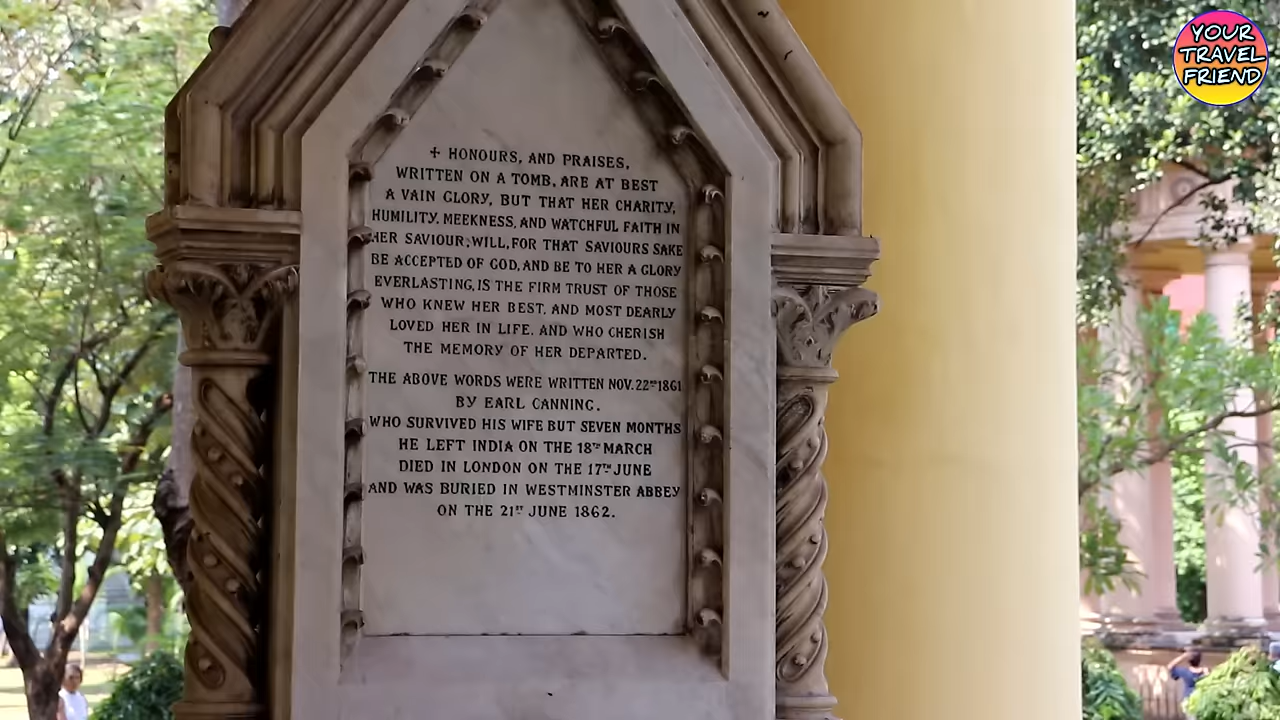 + HONOURS, AND PRAISES,
WRITTEN ON A TOMB, ARE AT BEST
A VAIN GLORY, BUT THAT HER CHARITY,
HUMILITY, MEEKNESS, AND WATCHFUL FAITH IN
HER SAVIOUR, WILL, FOR THAT SAVIOURS SAKE
BE ACCEPTED OF GOD, AND BE TO HER A GLORY
EVERLASTING, IS THE FIRM TRUST OF THOSE
WHO KNEW HER BEST, AND MOST DEARLY
LOVED HER IN LIFE, AND WHO CHERISH
THE MEMORY OF HER DEPARTED.
THE ABOVE WORDS WERE WRITTEN NOV. 22ND 1861
BY EARL CANNING.
WHO SURVIVED HIS WIFE BUT SEVEN MONTHS
HE LEFT INDIA ON THE 18TH MARCH
DIED IN LONDON ON THE 17TH JUNE
AND WAS BURIED IN WESTMINSTER ABBEY
ON THE 21ST JUNE 1862.
YOUR
TRAVEL
FRIEND